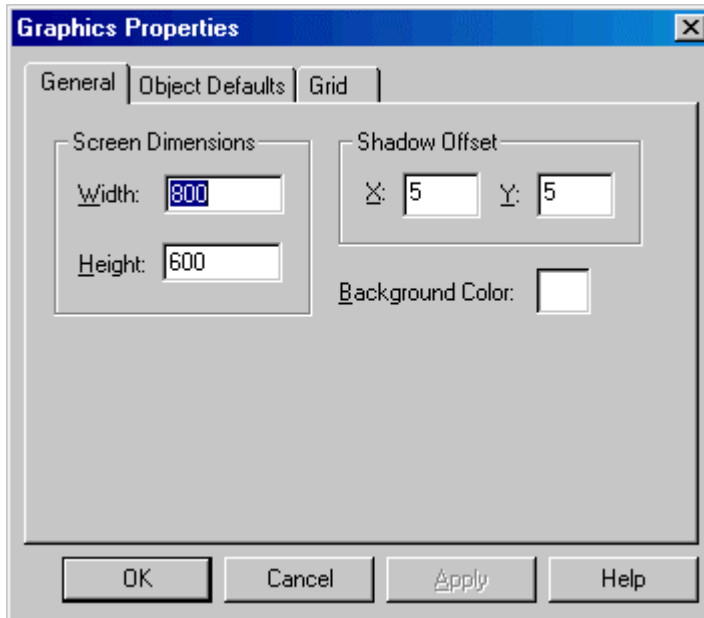 Graphics Properties
General Object Defaults Grid
Screen Dimensions
Width: 800
Height: 600
Shadow Offset
X: 5 Y: 5
Background Color:
OK Cancel Apply Help